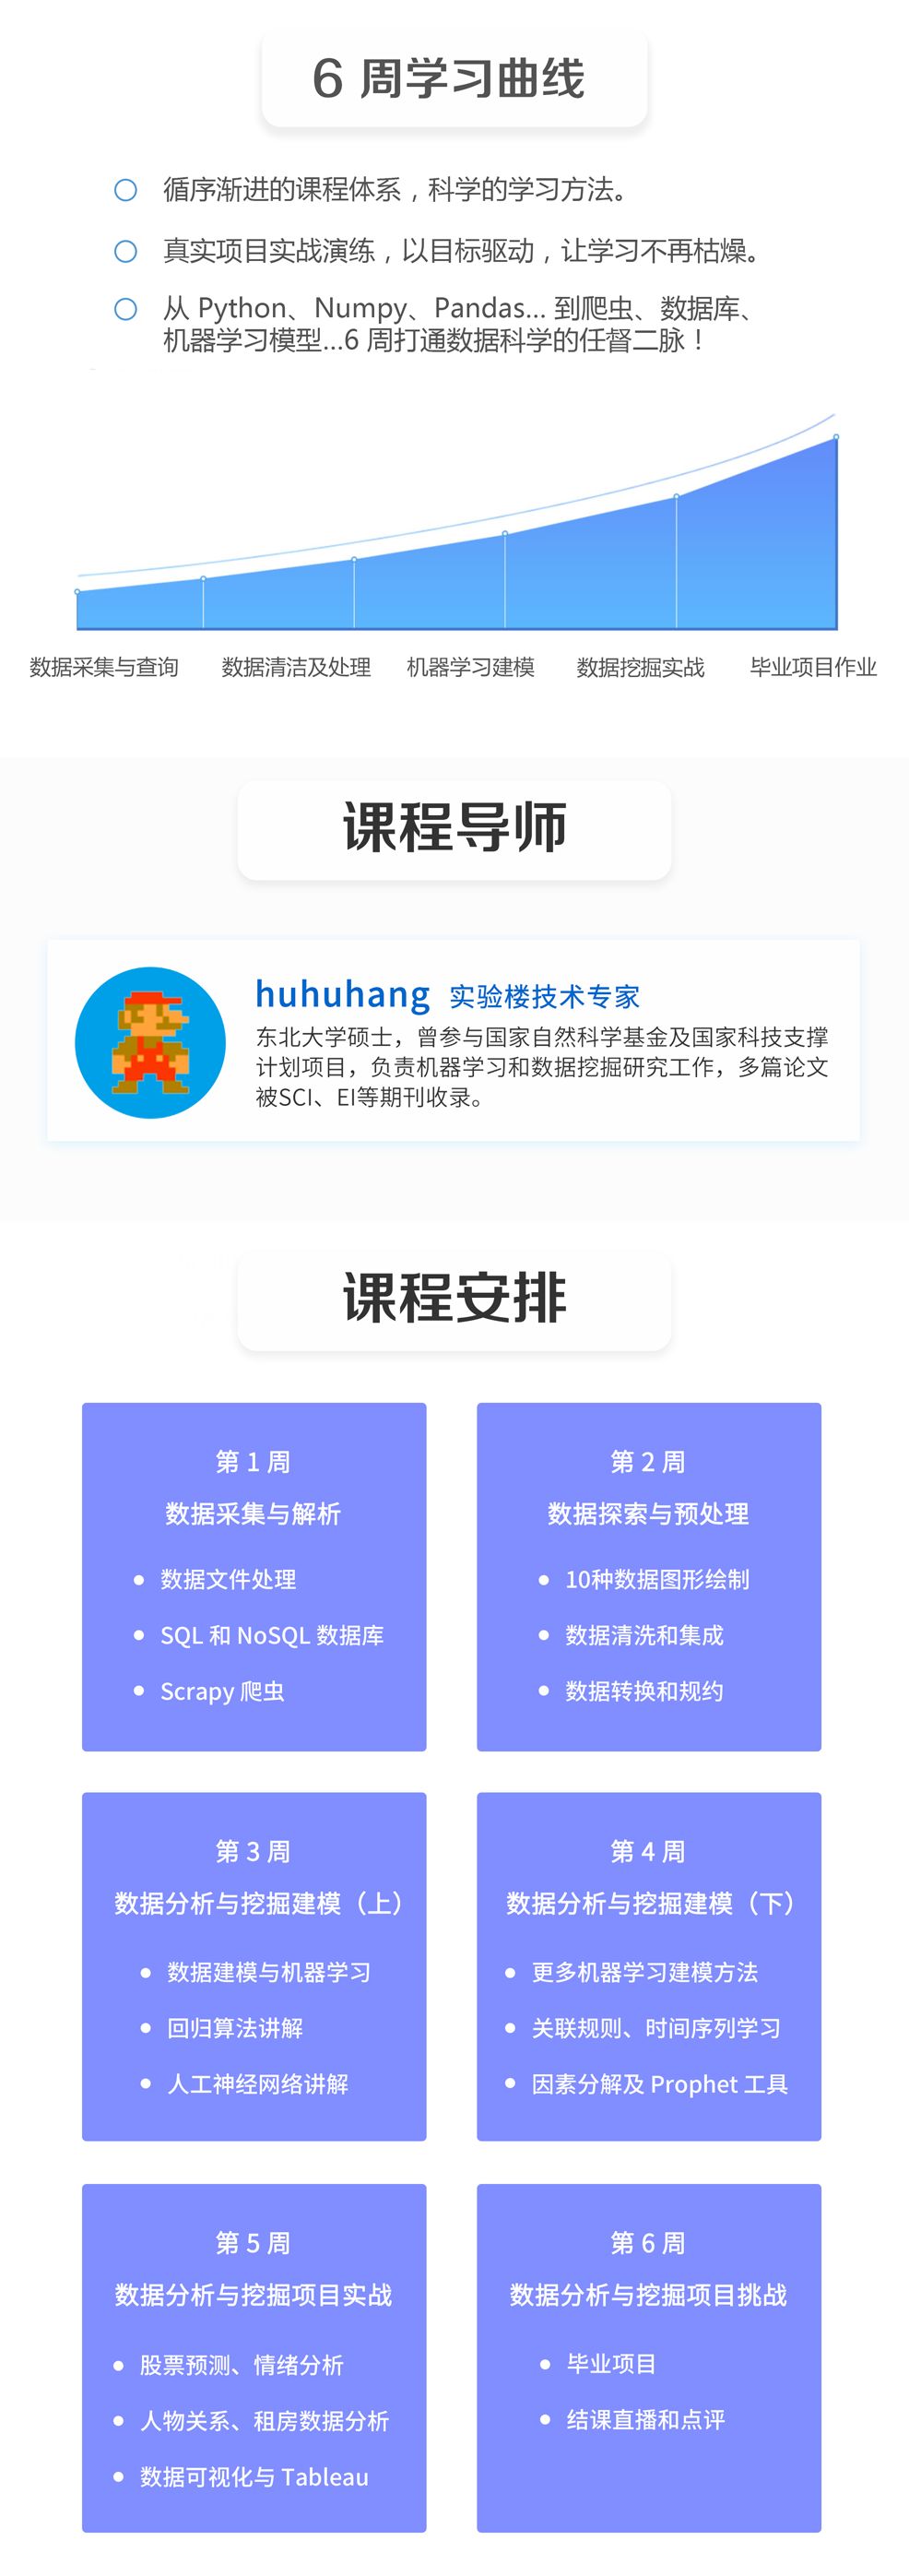 6 周学习曲线
循序渐进的课程体系，科学的学习方法。
真实项目实战演练，以目标驱动，让学习不再枯燥。
从 Python、Numpy、Pandas... 到爬虫、数据库、
机器学习模型...6 周打通数据科学的任督二脉！
数据采集与查询 数据清洁及处理 机器学习建模 数据挖掘实战 毕业项目作业
课程导师
huhuhang 实验楼技术专家
东北大学硕士，曾参与国家自然科学基金及国家科技支撑
计划项目，负责机器学习和数据挖掘研究工作，多篇论文
被SCI、EI等期刊收录。
课程安排
第 1 周
数据采集与解析
数据文件处理
SQL 和 NoSQL 数据库
Scrapy 爬虫
第 2 周
数据探索与预处理
10种数据图形绘制
数据清洗和集成
数据转换和规约
第 3 周
数据分析与挖掘建模（上）
数据建模与机器学习
回归算法讲解
人工神经网络讲解
第 4 周
数据分析与挖掘建模（下）
更多机器学习建模方法
关联规则、时间序列学习
因素分解及 Prophet 工具
第 5 周
数据分析与挖掘项目实战
股票预测、情绪分析
人物关系、租房数据分析
数据可视化与 Tableau
第 6 周
数据分析与挖掘项目挑战
毕业项目
结课直播和点评